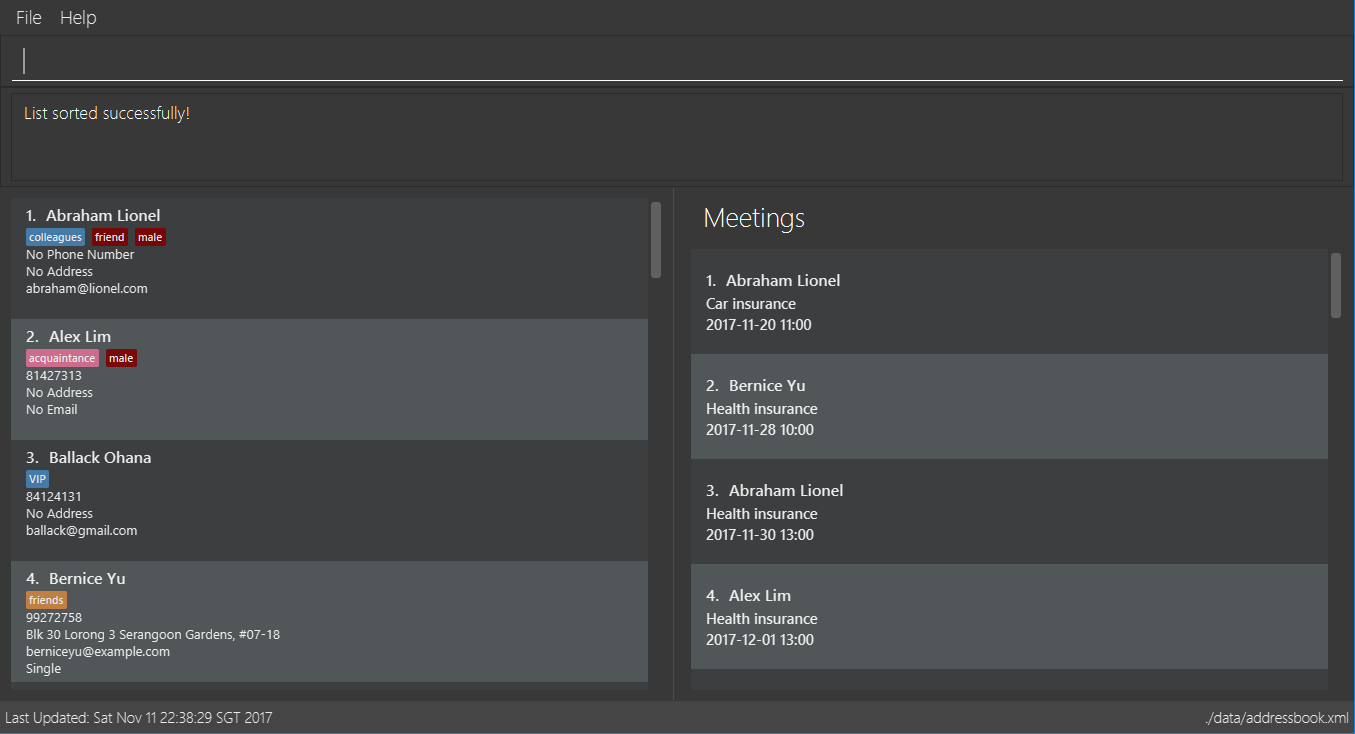 File Help
List sorted successfully!
1. Abraham Lionel
colleagues friend male
No Phone Number
No Address
abraham@lionel.com
2. Alex Lim
acquaintance male
81427313
No Address
No Email
3. Ballack Ohana
VIP
84124131
No Address
ballack@gmail.com
4. Bernice Yu
friends
99272758
Blk 30 Lorong 3 Serangoon Gardens, #07-18
berniceyu@example.com
Single
Meetings
1. Abraham Lionel
Car insurance
2017-11-20 11:00
2. Bernice Yu
Health insurance
2017-11-28 10:00
3. Abraham Lionel
Health insurance
2017-11-30 13:00
4. Alex Lim
Health insurance
2017-12-01 13:00
Last Updated: Sat Nov 11 22:38:29 SGT 2017
./data/addressbook.xml